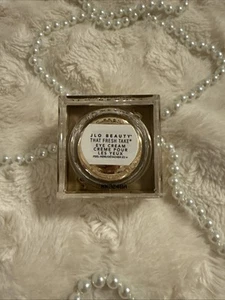 JLO BEAUTY®
THAT FRESH TAKE®
EYE CREAM
CRÈME POUR
LES YEUX